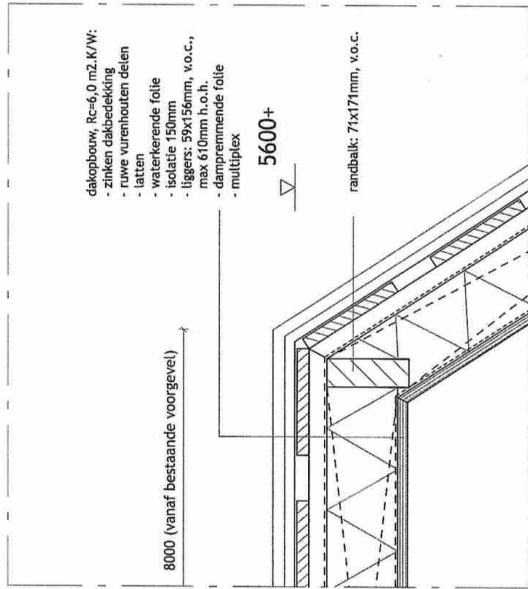 dakopbouw, Rc=6,0 m2.K/W:
- zinken dakbedekking
- ruwe vurenhouten delen
- latten
- waterkerende folie
- isolatie 150mm
- liggers: 59x156mm, v.o.c.,
max 610mm h.o.h.
- dampremmende folie
- multiplex
5600+
randbalk: 71x171mm, v.o.c.
8000 (vanaf bestaande voorgevel)